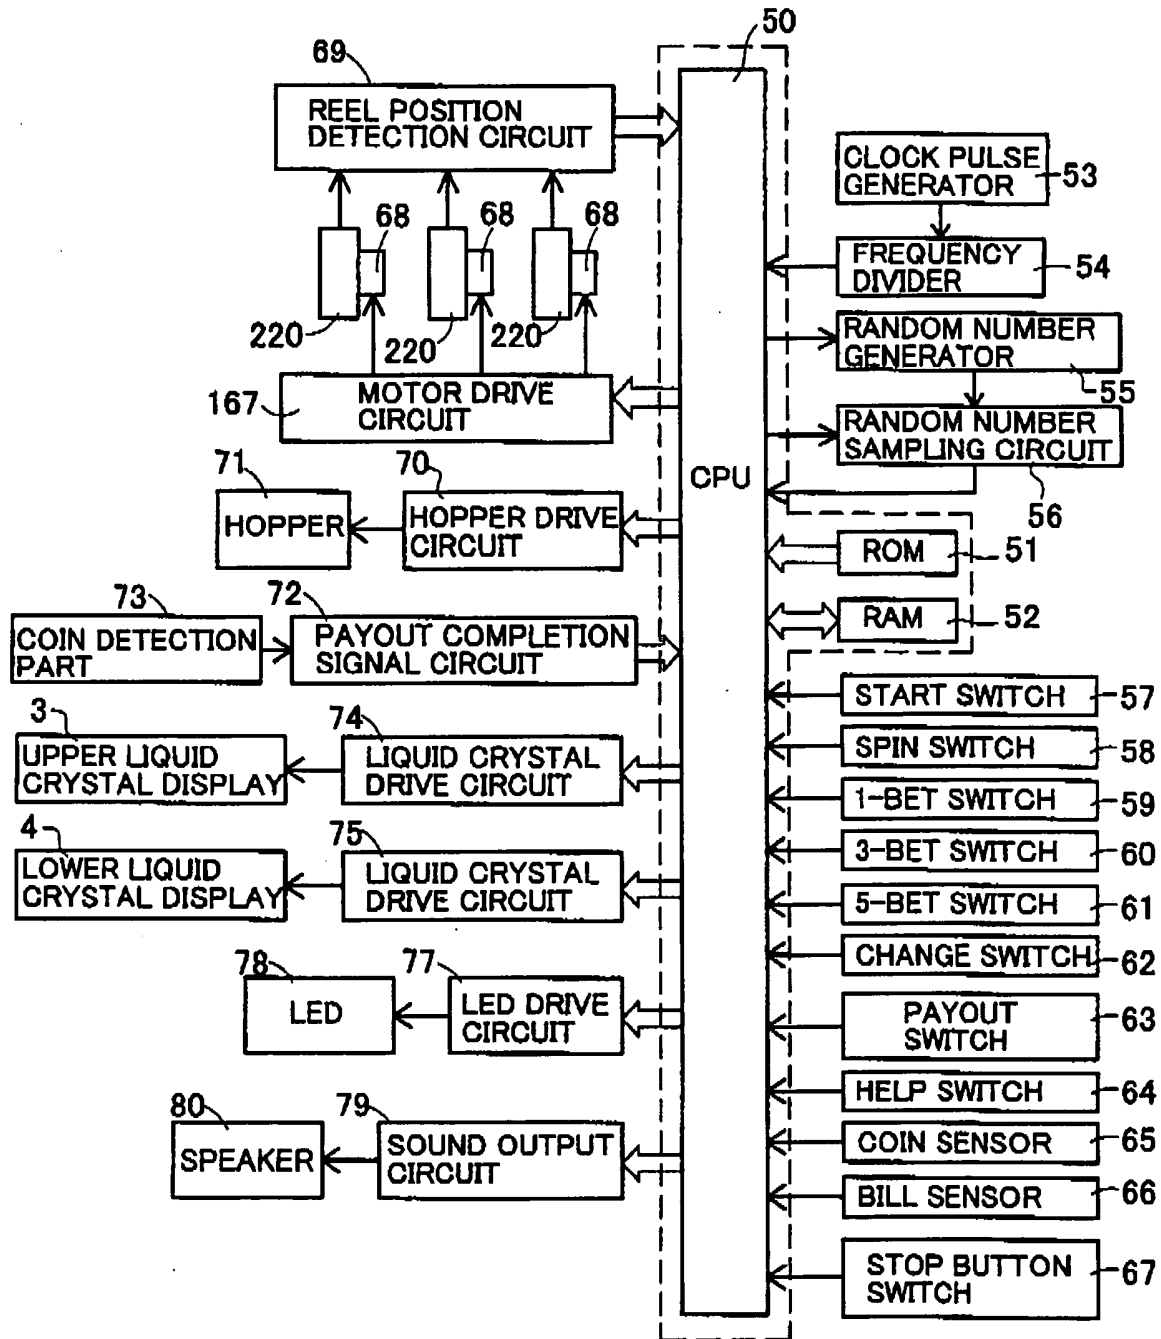 50
69
REEL POSITION
DETECTION CIRCUIT
CLOCK PULSE
GENERATOR
53
68
68
68
FREQUENCY
DIVIDER
54
220
220
220
RANDOM NUMBER
GENERATOR
55
MOTOR DRIVE
CIRCUIT
167
RANDOM NUMBER
SAMPLING CIRCUIT
56
CPU
71
70
HOPPER
HOPPER DRIVE
CIRCUIT
ROM
51
73
72
RAM
52
COIN DETECTION
PART
PAYOUT COMPLETION
SIGNAL CIRCUIT
START SWITCH
57
3
74
UPPER LIQUID
CRYSTAL DISPLAY
LIQUID CRYSTAL
DRIVE CIRCUIT
SPIN SWITCH
58
1-BET SWITCH
59
4
75
LOWER LIQUID
CRYSTAL DISPLAY
LIQUID CRYSTAL
DRIVE CIRCUIT
3-BET SWITCH
60
5-BET SWITCH
61
CHANGE SWITCH
62
78
77
LED
LED DRIVE
CIRCUIT
PAYOUT
SWITCH
63
HELP SWITCH
64
80
79
SPEAKER
SOUND OUTPUT
CIRCUIT
COIN SENSOR
65
BILL SENSOR
66
STOP BUTTON
SWITCH
67